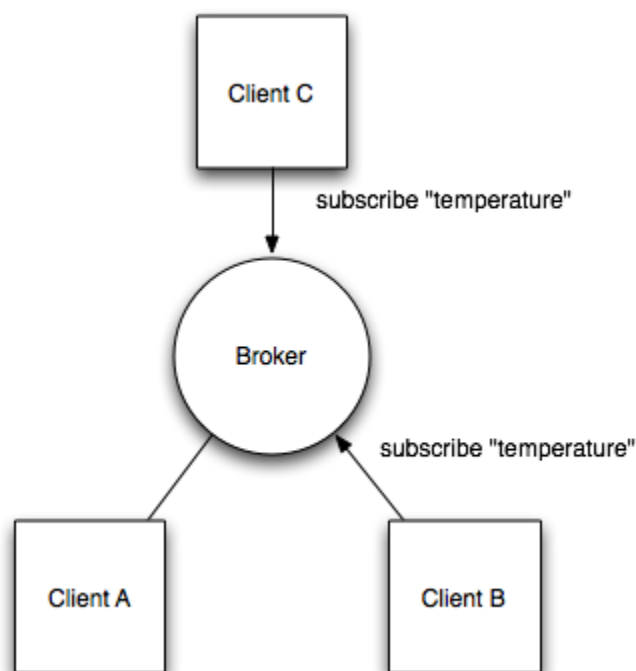 Client C
subscribe "temperature"
Broker
subscribe "temperature"
Client A
Client B